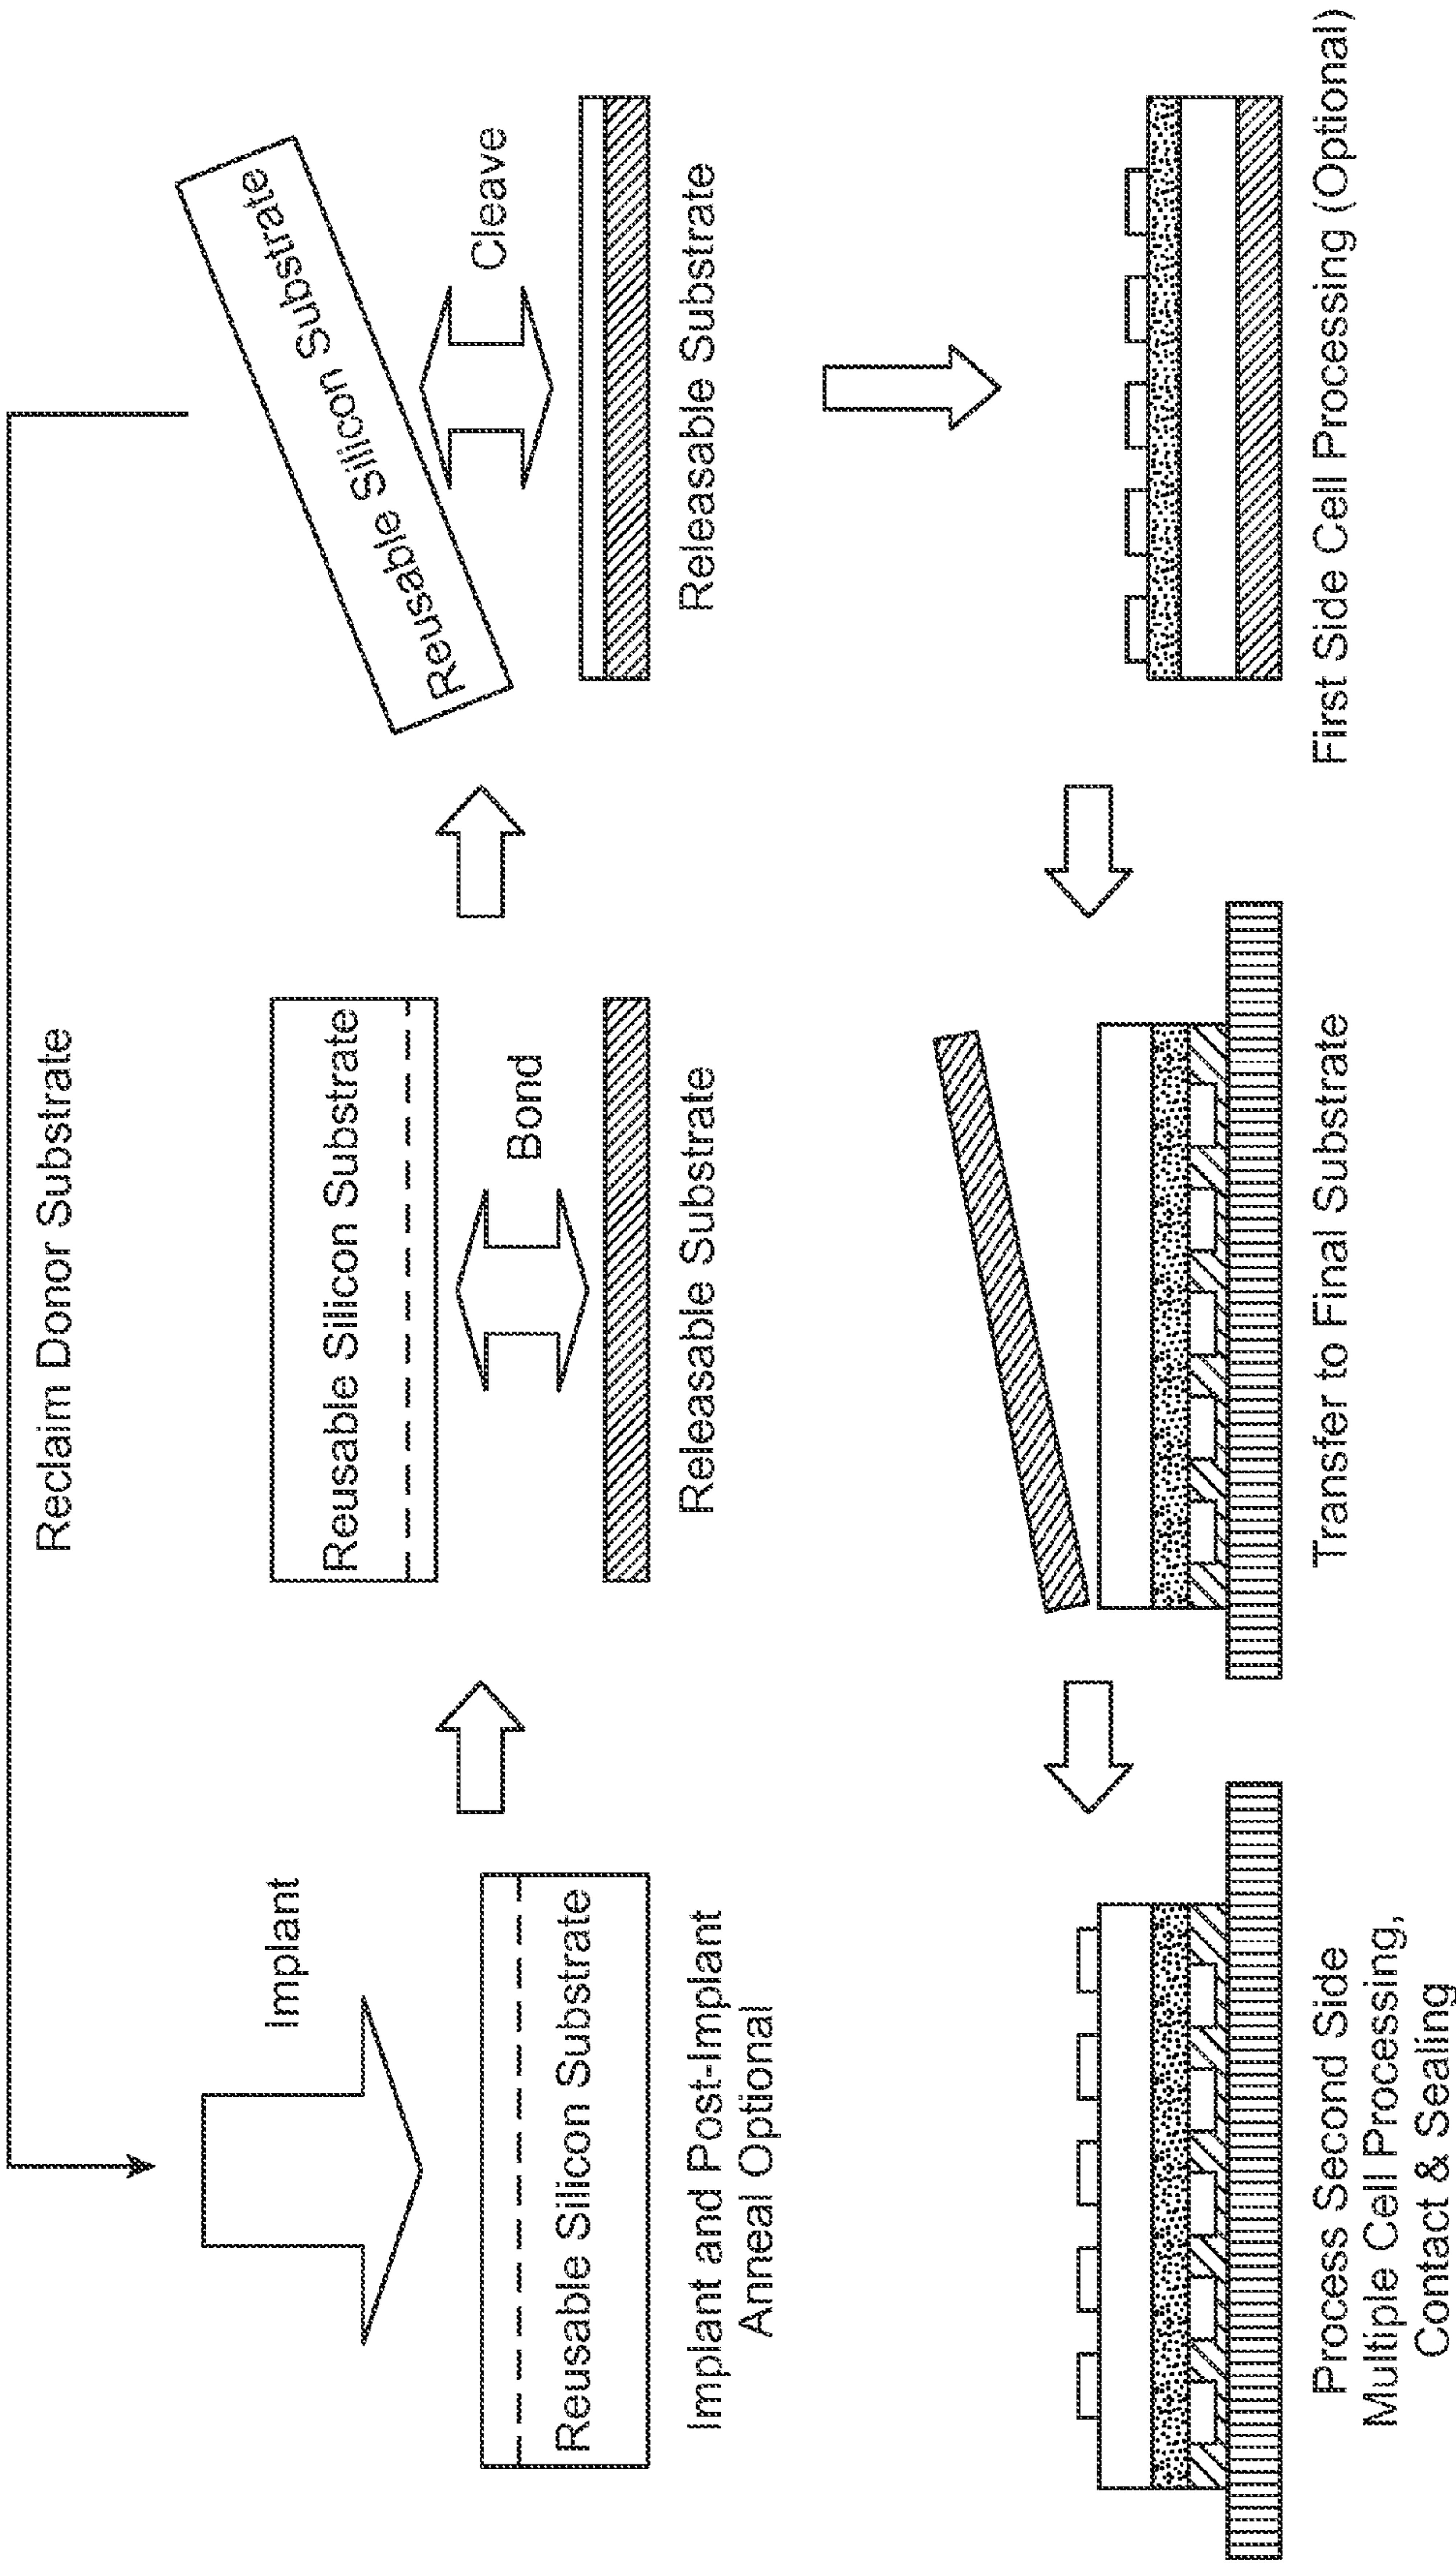 Reclaim Donor Substrate
Implant
Reusable Silicon Substrate
Implant and Post-Implant
Anneal Optional
Reusable Silicon Substrate
Bond
Releasable Substrate
Reusable Silicon Substrate
Cleave
Releasable Substrate
First Side Cell Processing (Optional)
Transfer to Final Substrate
Process Second Side
Multiple Cell Processing,
Contact & Sealing